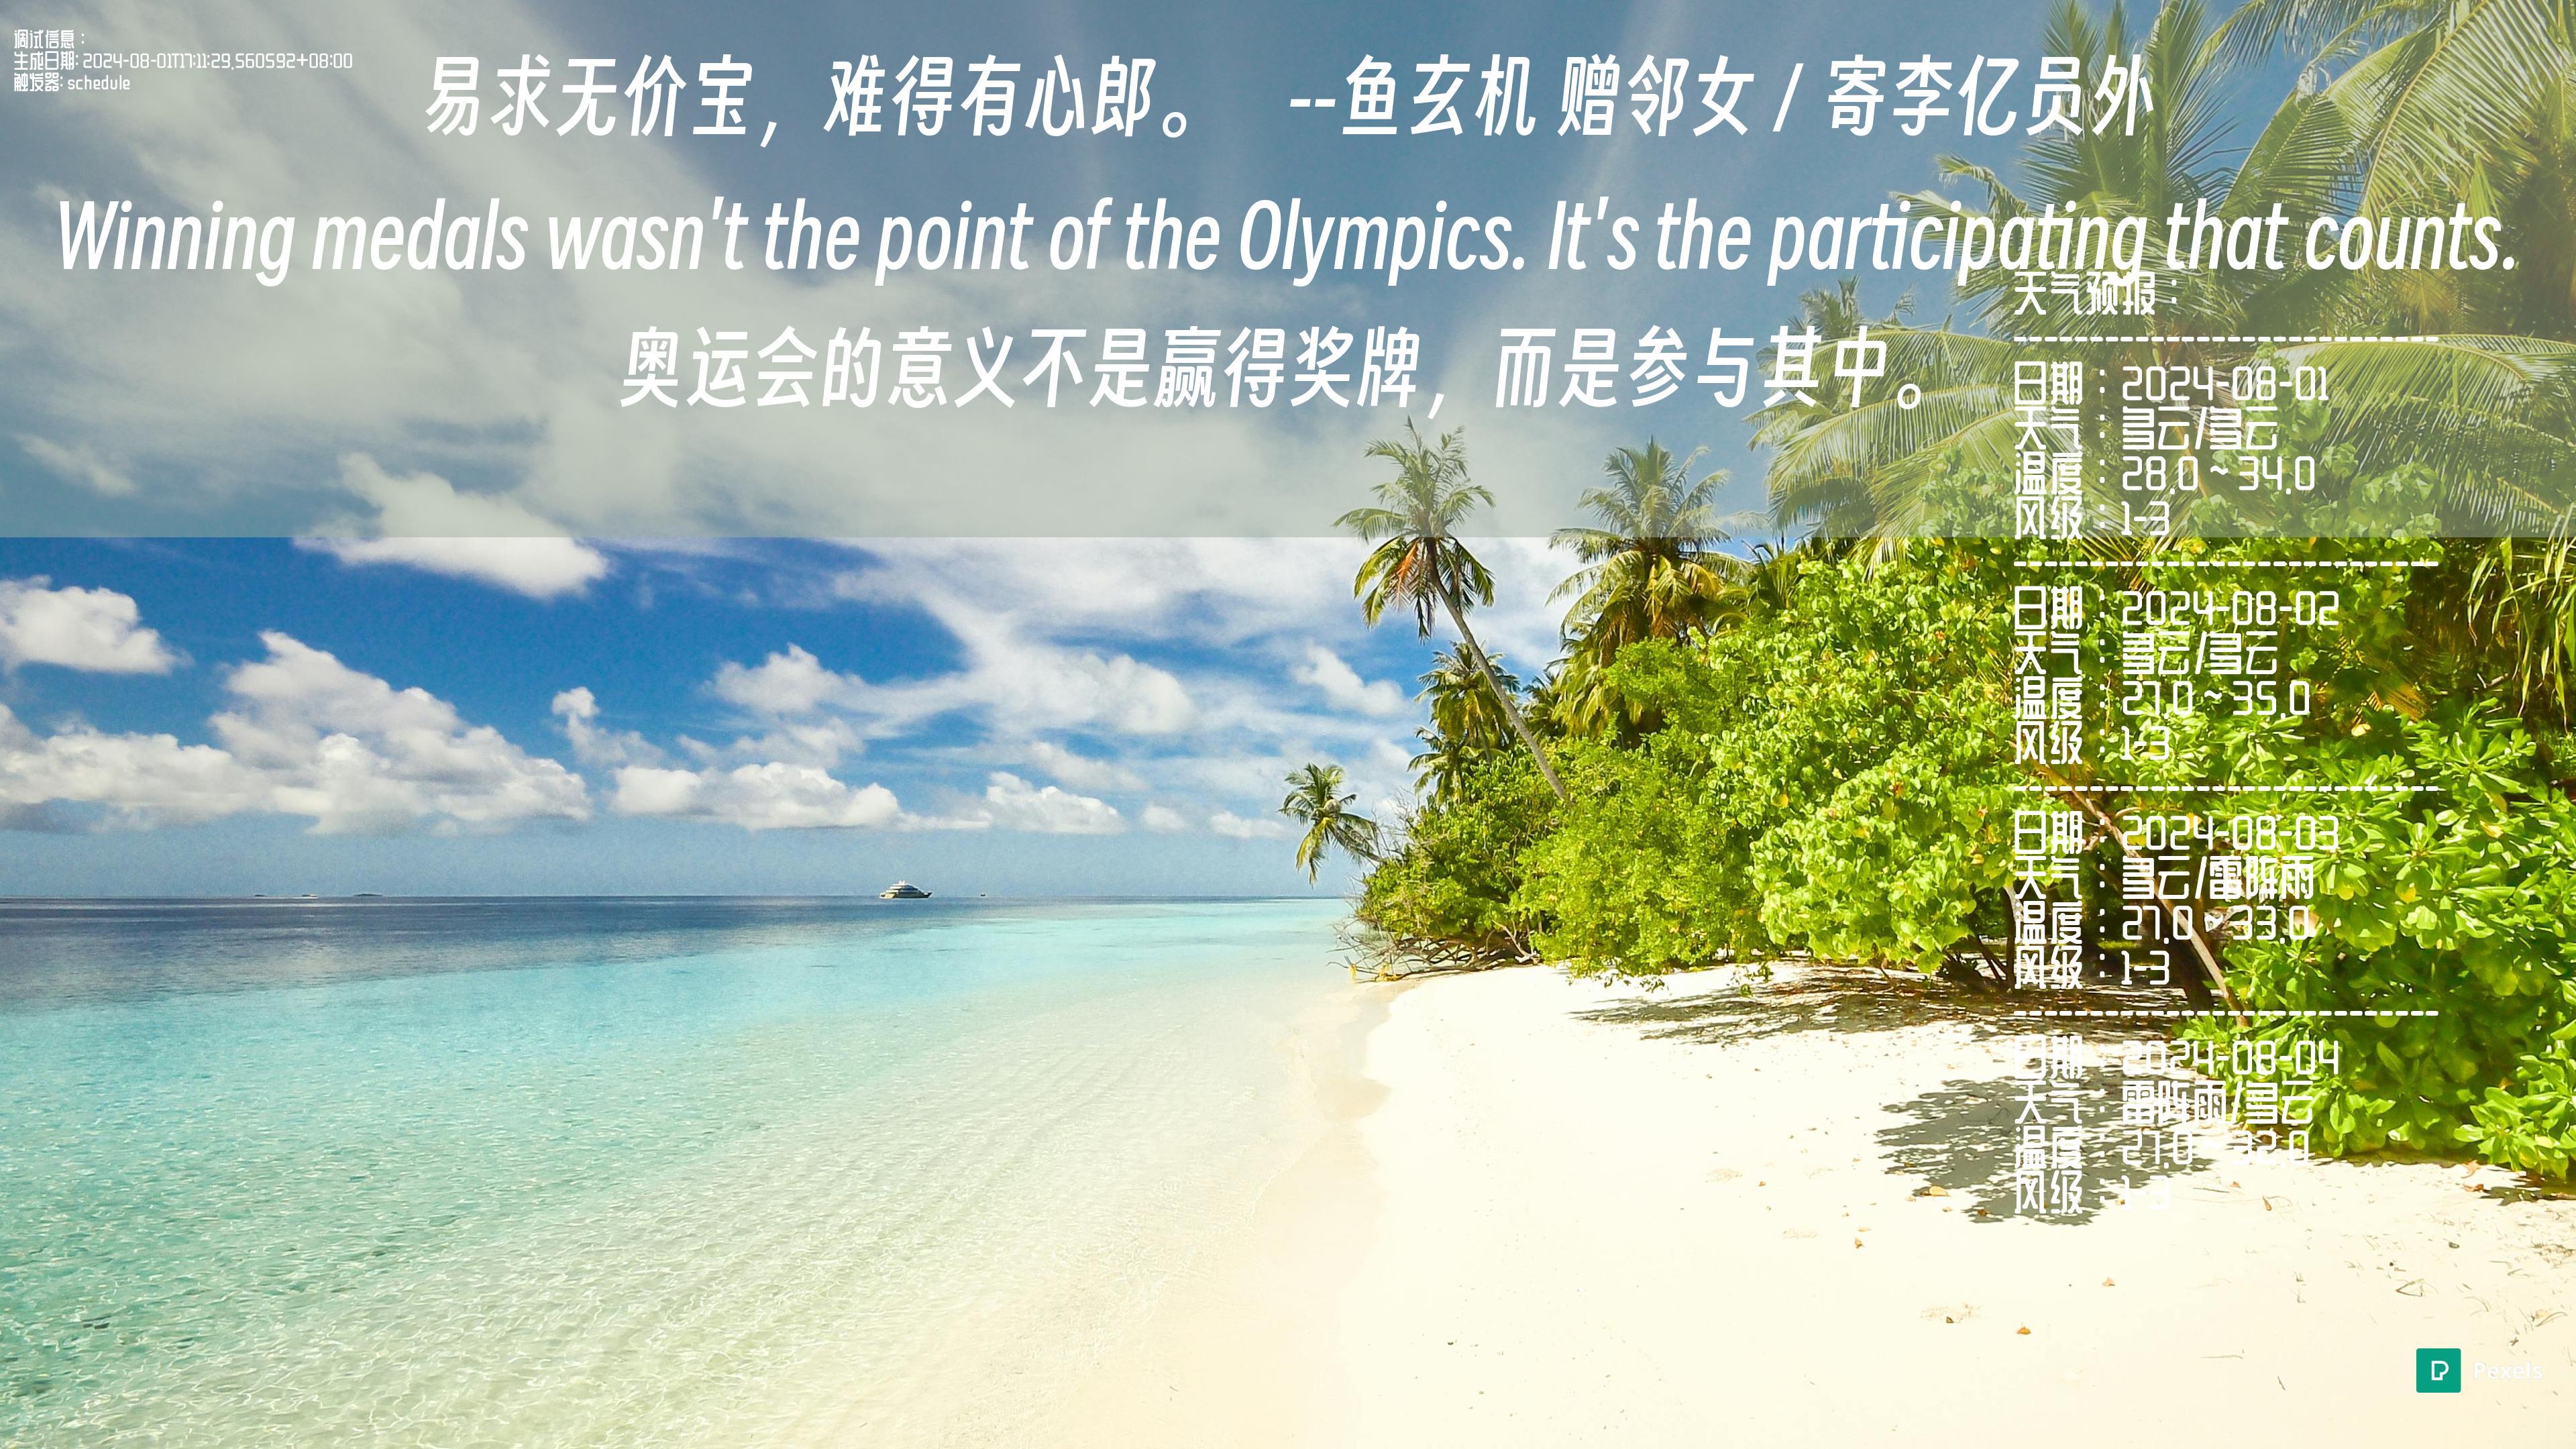 调试信息：
生成日期: 2024-08-01T17:11:29.560592+08:00
触发器: schedule
易求无价宝，难得有心郎。 --鱼玄机 赠邻女 / 寄李亿员外
Winning medals wasn't the point of the Olympics. It's the participating that counts.
奥运会的意义不是赢得奖牌，而是参与其中。
天气预报：
------------------------------
日期：2024-08-01
天气：多云/多云
温度：28.0 ~ 34.0
风级：1-3
------------------------------
日期：2024-08-02
天气：多云/多云
温度：27.0 ~ 35.0
风级：1-3
------------------------------
日期：2024-08-03
天气：多云/雷阵雨
温度：27.0 ~ 33.0
风级：1-3
------------------------------
日期：2024-08-04
天气：雷阵雨/多云
温度：27.0 ~ 32.0
风级：1-3
Pexels